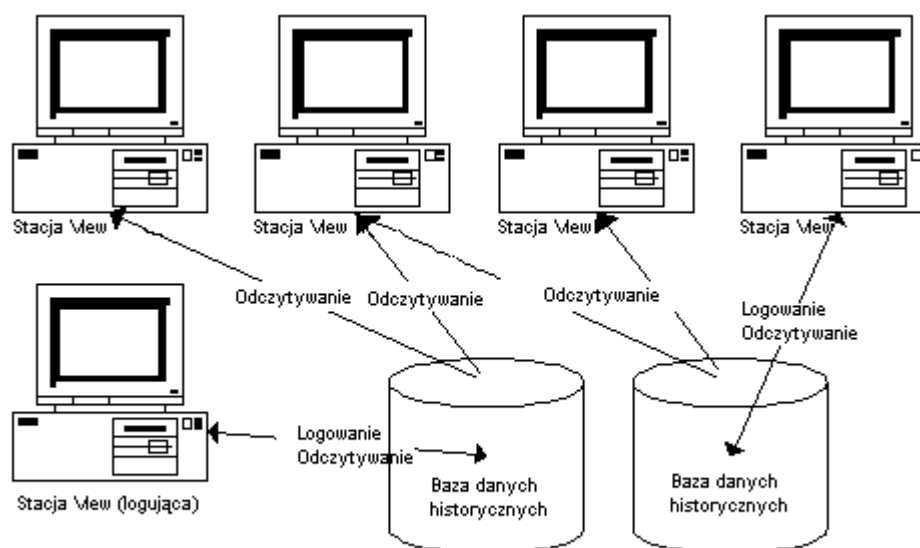 Stacja View
Stacja View
Stacja View
Stacja View
Odczytywanie
Odczytywanie
Odczytywanie
Logowanie
Odczytywanie
Logowanie
Odczytywanie
Baza danych
historycznych
Baza danych
historycznych
Stacja View (logująca)